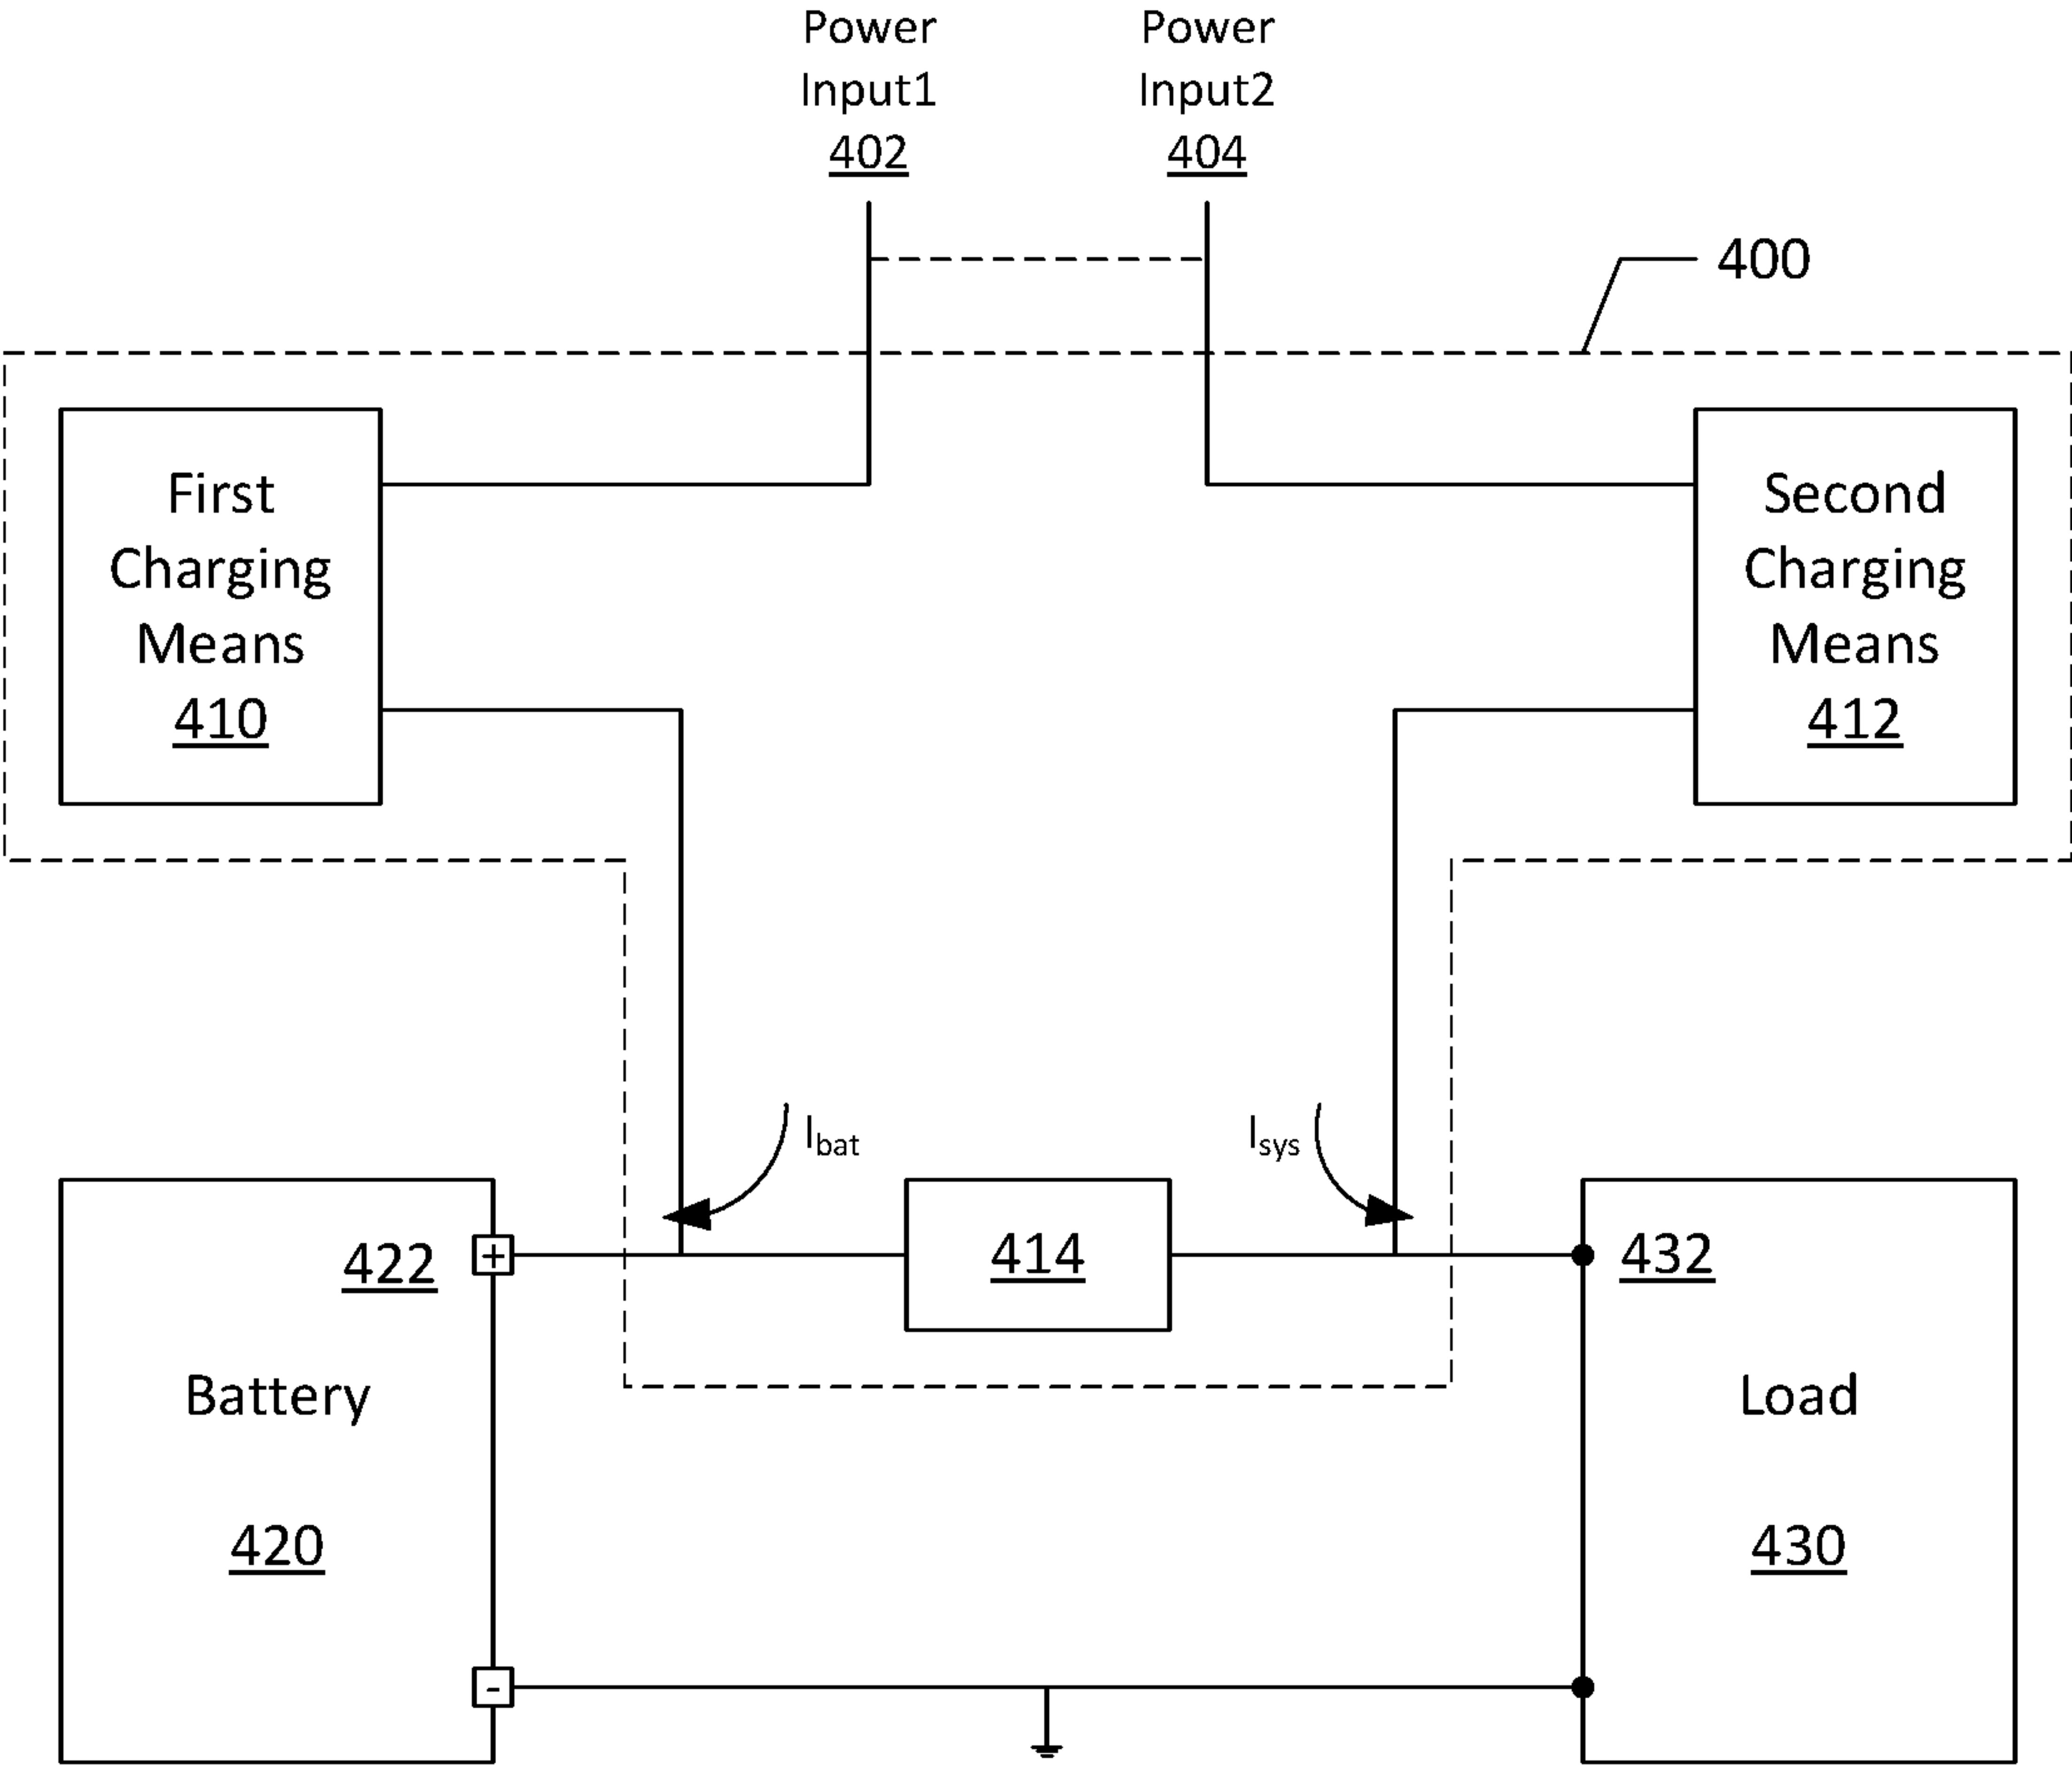 Power
Input1
402
Power
Input2
404
400
First
Charging
Means
410
Second
Charging
Means
412
Ibat
Isys
422
+
414
432
Battery
420
Load
430
-